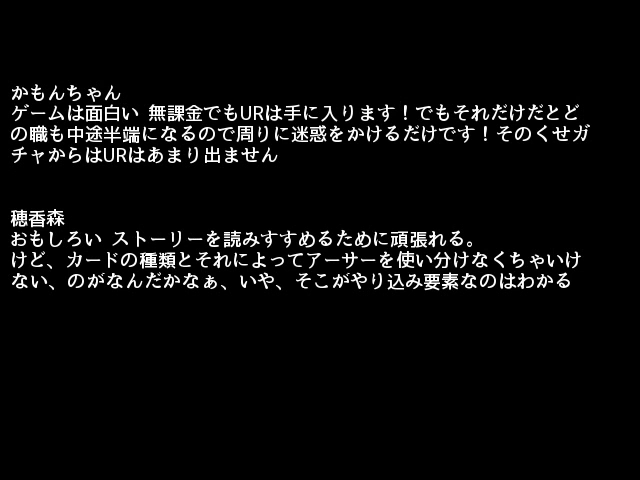 かもんちゃん
ゲームは面白い 無課金でもURは手に入ります！でもそれだけだとど
の職も中途半端になるので周りに迷惑をかけるだけです！そのくせガ
チャからはURはあまり出ません
穂香森
おもしろい ストーリーを読みすすめるために頑張れる。
けど、カードの種類とそれによってアーサーを使い分けなくちゃいけ
ない、のがなんだかなぁ、いや、そこがやり込み要素なのはわかる